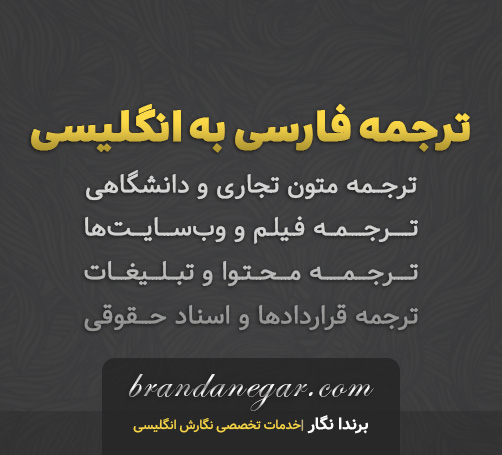 ترجمه فارسی به انگلیسی
ترجمه متون تجاری و دانشگاهی
ترجمه فیلم و وب‌سایت‌ها
ترجمه محتوا و تبلیغات
ترجمه قراردادها و اسناد حقوقی
brandanegar.com
برندا نگار | خدمات تخصصی نگارش انگلیسی